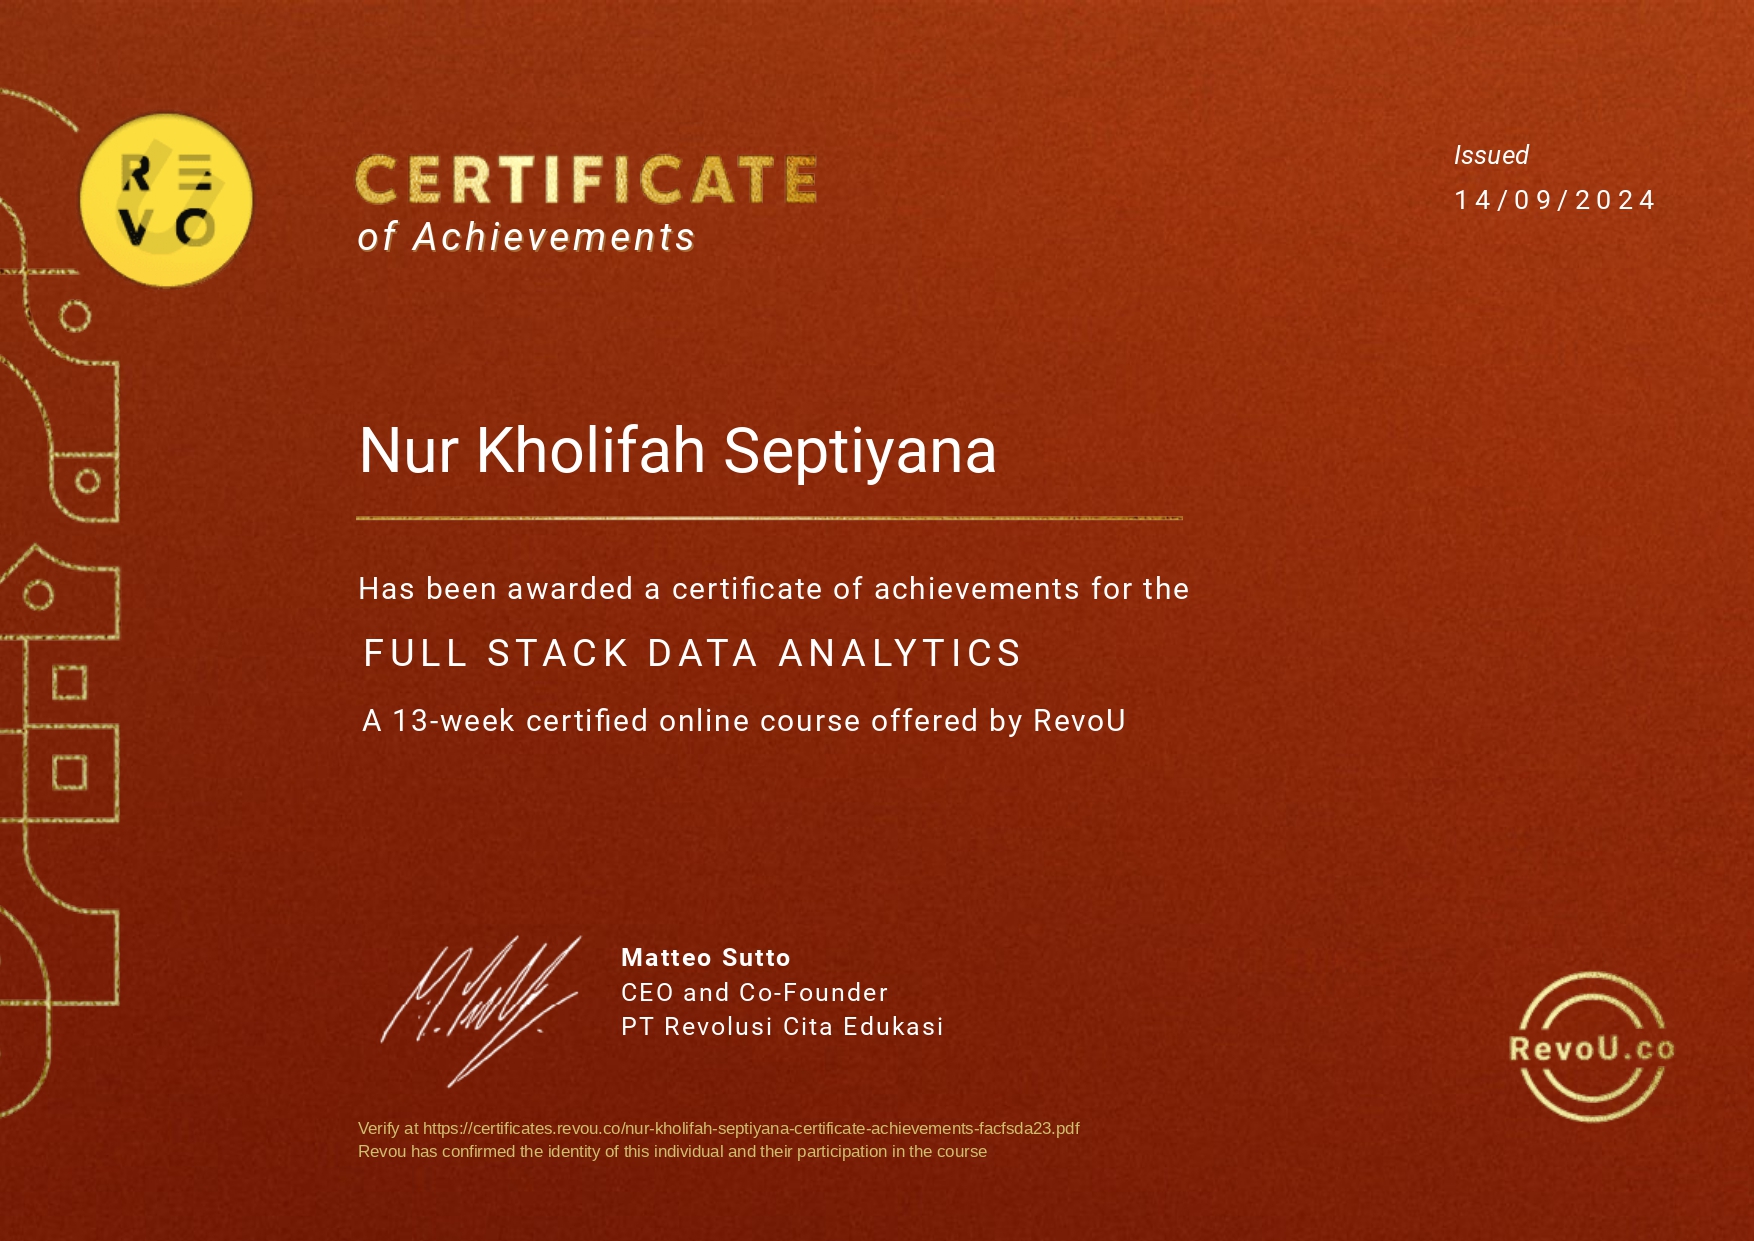 RE
VO
CERTIFICATE
of Achievements
Issued
14/09/2024
Nur Kholifah Septiyana
Has been awarded a certificate of achievements for the
FULL STACK DATA ANALYTICS
A 13-week certified online course offered by RevoU
Matteo Sutto
CEO and Co-Founder
PT Revolusi Cita Edukasi
RevoU.co
Verify at https://certificates.revou.co/nur-kholifah-septiyana-certificate-achievements-facfsda23.pdf
Revou has confirmed the identity of this individual and their participation in the course